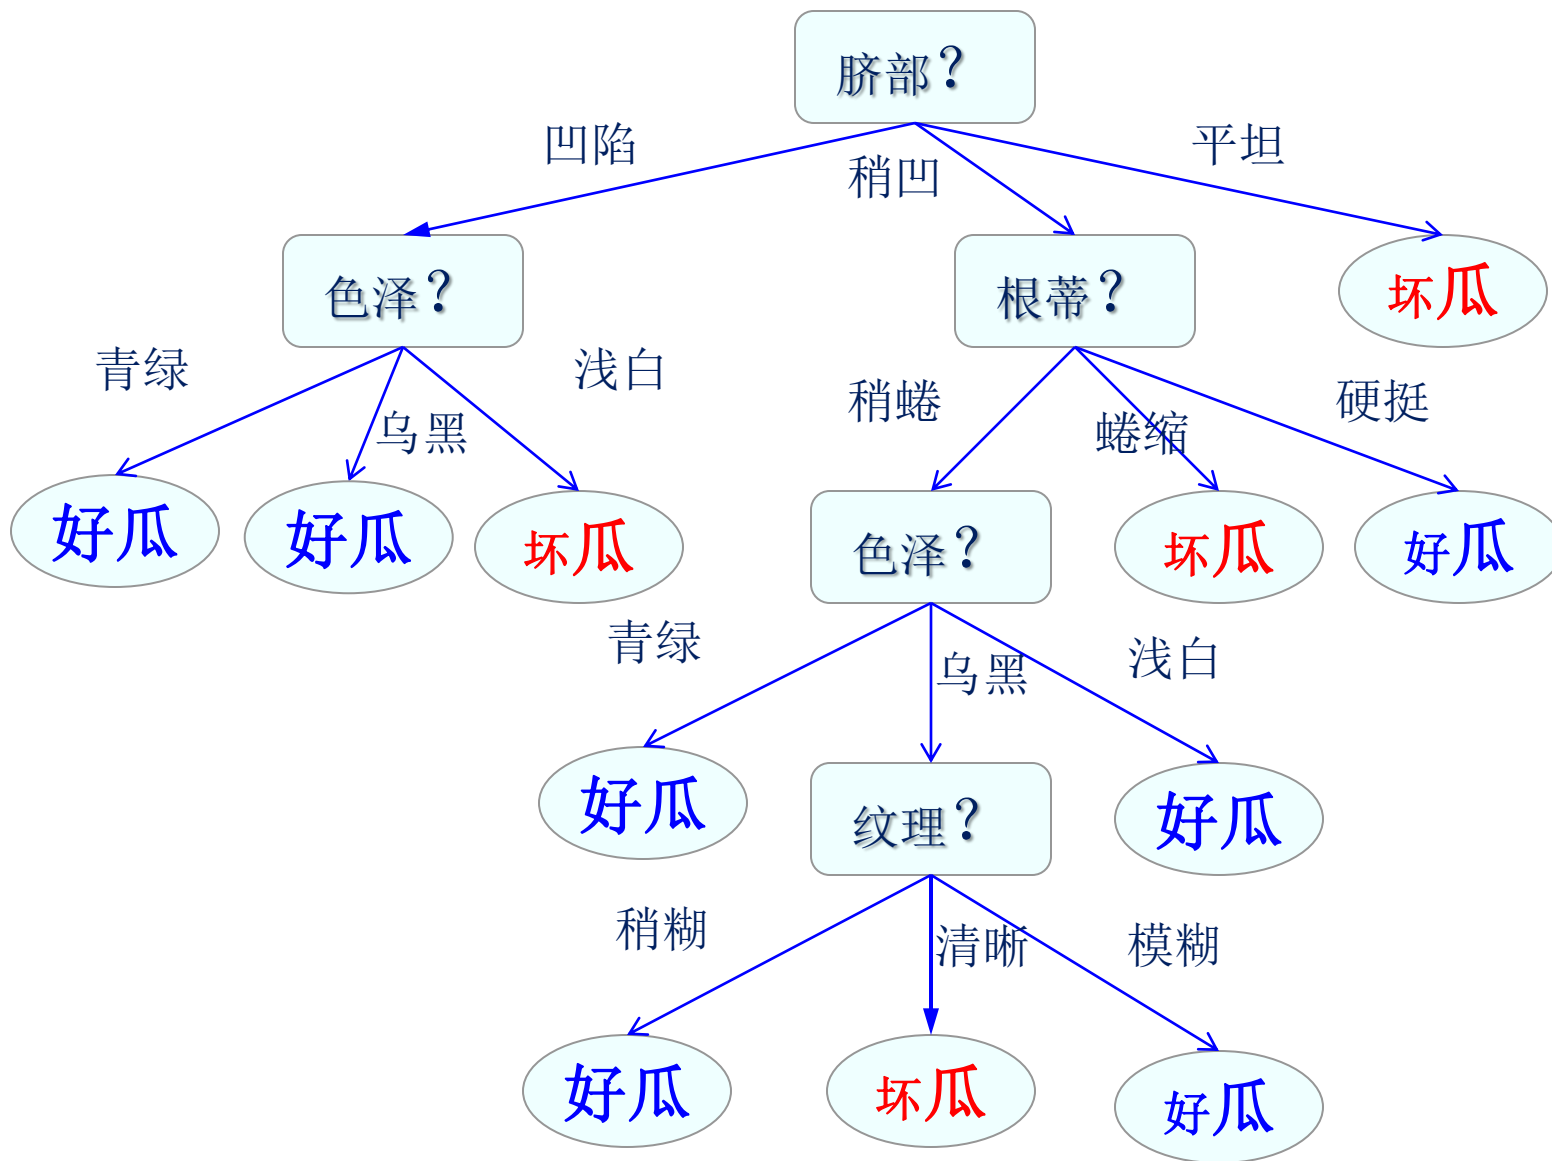 脐部？
凹陷
稍凹
平坦
色泽？
根蒂？
坏瓜
青绿
乌黑
浅白
稍蜷
蜷缩
硬挺
好瓜
好瓜
坏瓜
色泽？
坏瓜
好瓜
青绿
乌黑
浅白
好瓜
纹理？
好瓜
稍糊
清晰
模糊
好瓜
坏瓜
好瓜